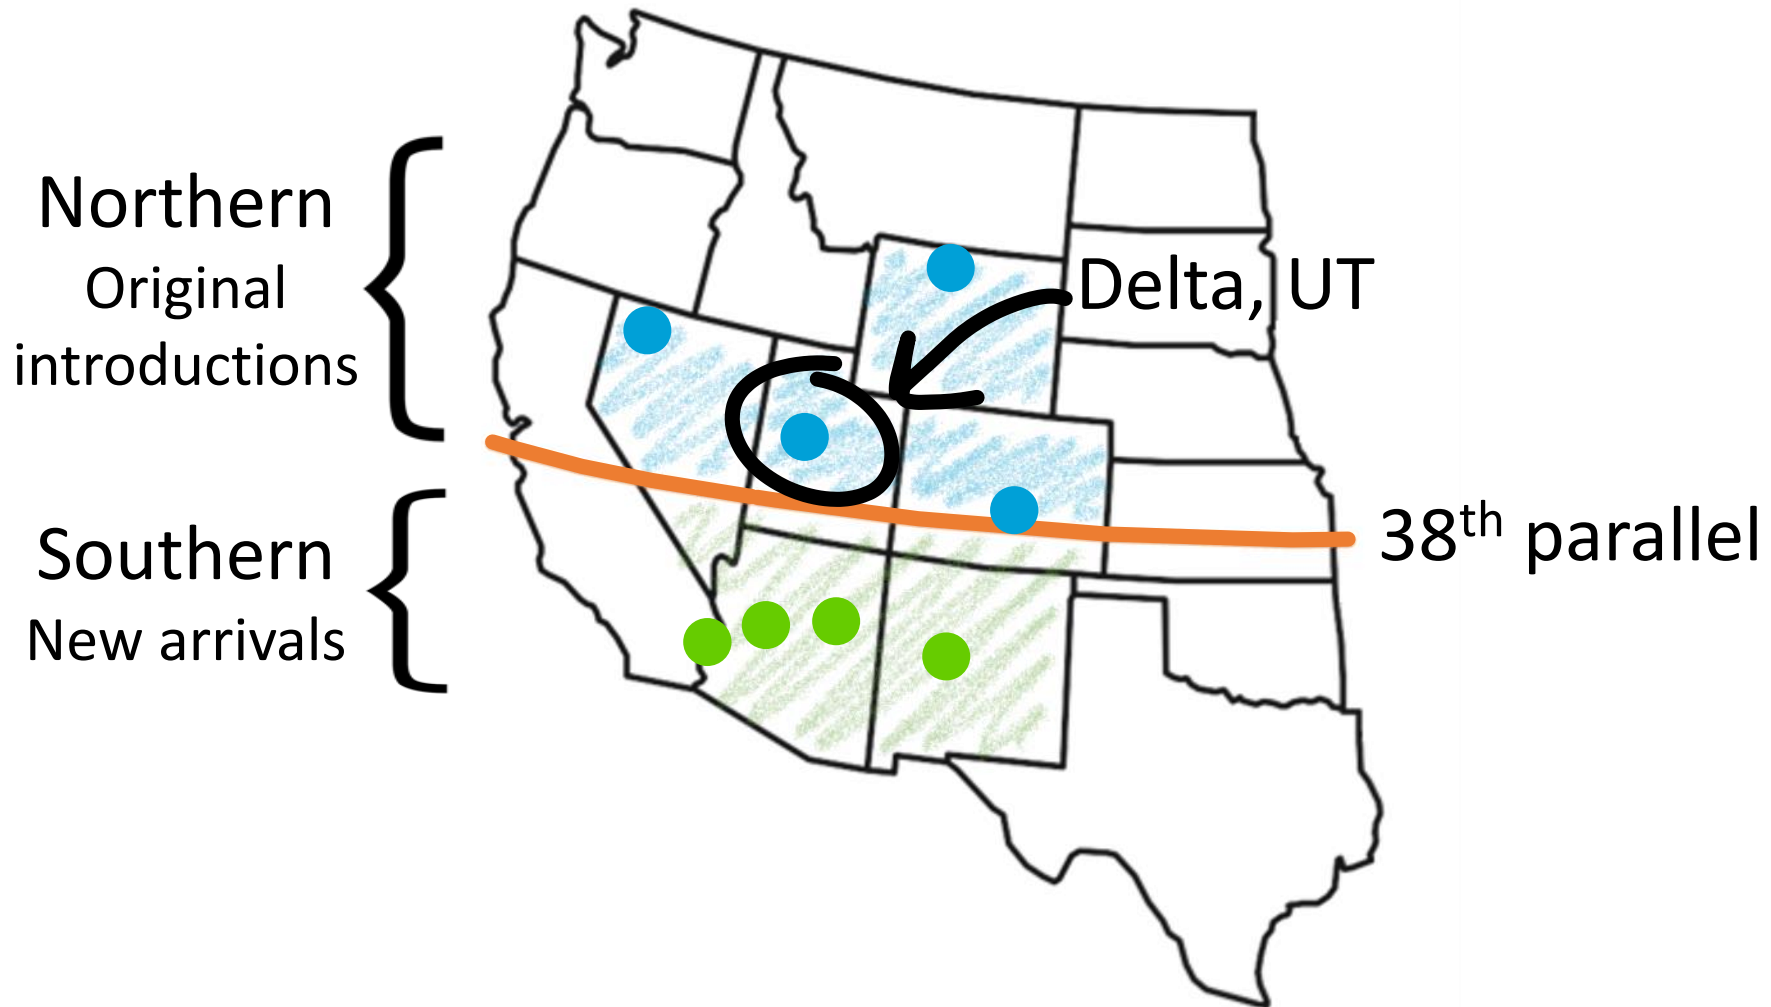 Northern
Original
introductions
Delta, UT
Southern
New arrivals
38th parallel